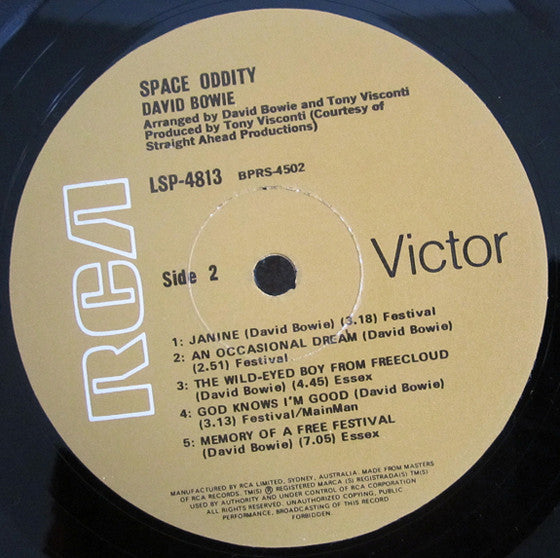 SPACE ODDITY
DAVID BOWIE
Arranged by David Bowie and Tony Visconti
Produced by Tony Visconti (Courtesy of
Straight Ahead Productions)
LSP-4813 BPRS-4502
RCA
Victor
Side 2
1: JANINE (David Bowie) (3.18) Festival
2: AN OCCASIONAL DREAM (David Bowie)
(2.51) Festival
3: THE WILD-EYED BOY FROM FREECLOUD
(David Bowie) (4.45) Essex
4: GOD KNOWS I'M GOOD (David Bowie)
(3.13) Festival/MainMan
5: MEMORY OF A FREE FESTIVAL
(David Bowie) (7.05) Essex
MANUFACTURED BY RCA LIMITED, SYDNEY, AUSTRALIA. MADE FROM MASTERS
OF RCA RECORDS. TM(S) ® REGISTERED MARCA (S) REGISTRADA(S) TM(S)
USED BY AUTHORITY AND UNDER CONTROL OF RCA CORPORATION
ALL RIGHTS RESERVED. UNAUTHORIZED COPYING, PUBLIC
PERFORMANCE, BROADCASTING OF THIS RECORD
FORBIDDEN.